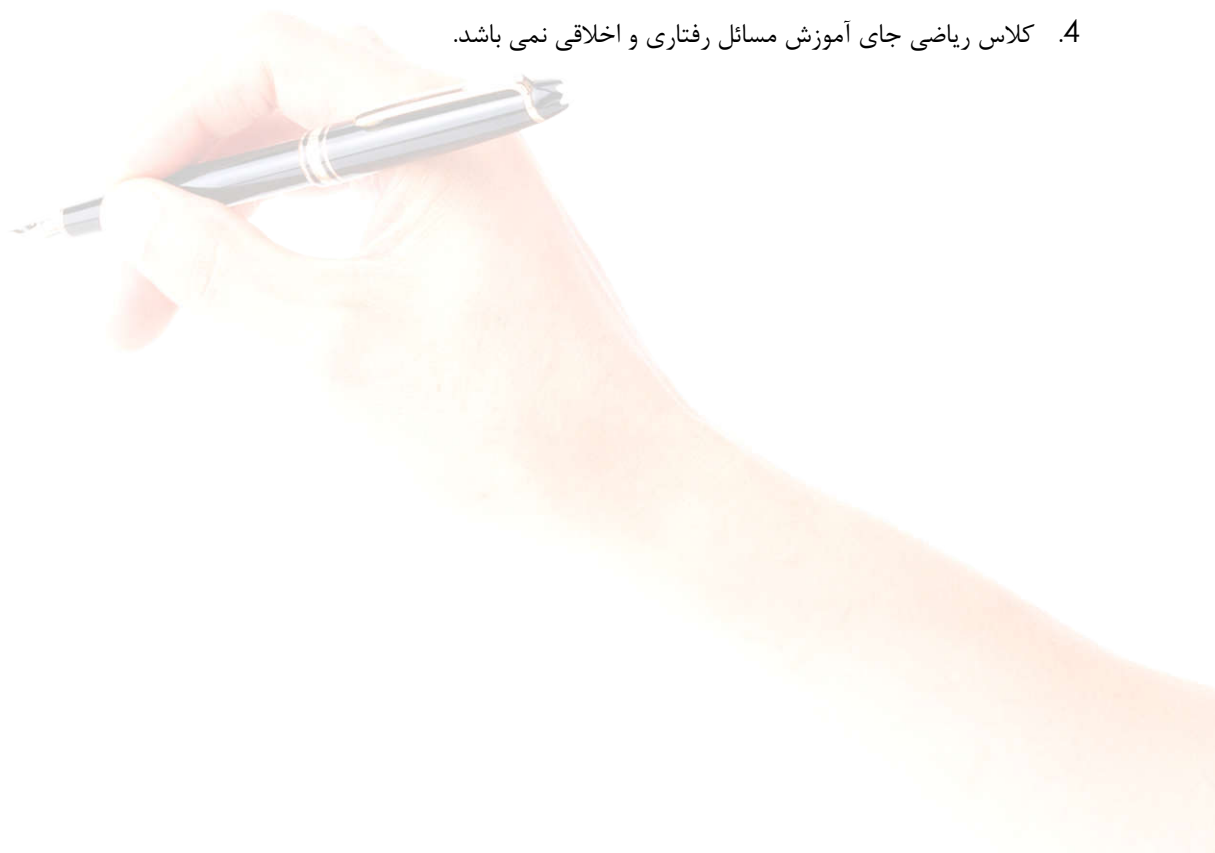 4. کلاس ریاضی جای آموزش مسائل رفتاری و اخلاقی نمی باشد.